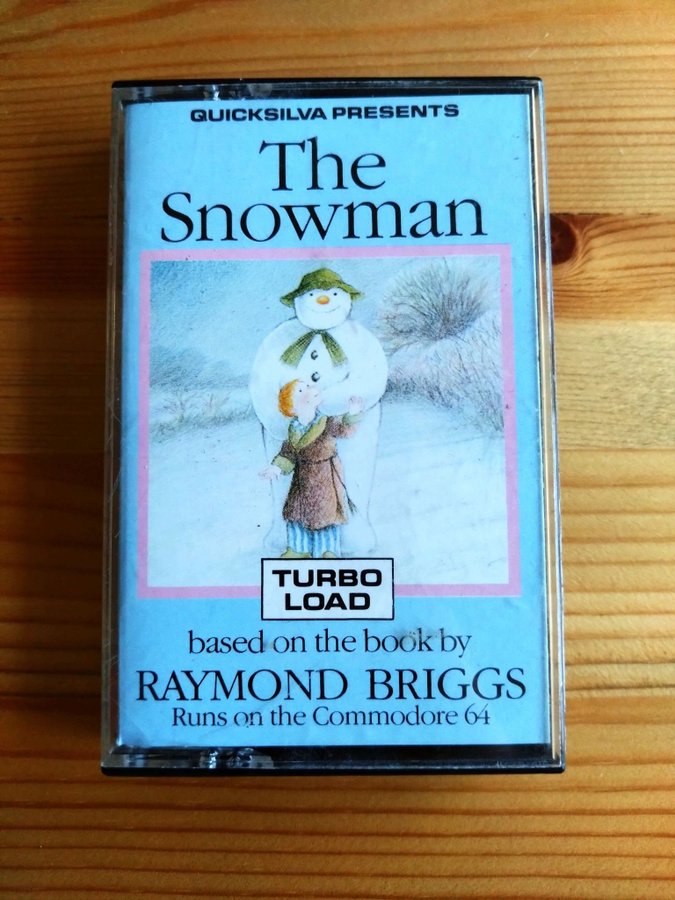 QUICKSILVA PRESENTS
The
Snowman
TURBO
LOAD
based on the book by
RAYMOND BRIGGS
Runs on the Commodore 64